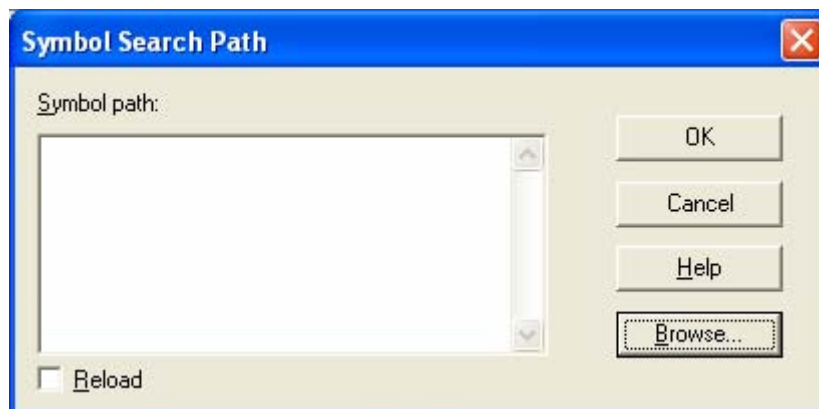 Symbol Search Path
Symbol path:
OK
Cancel
Help
Browse...
Reload